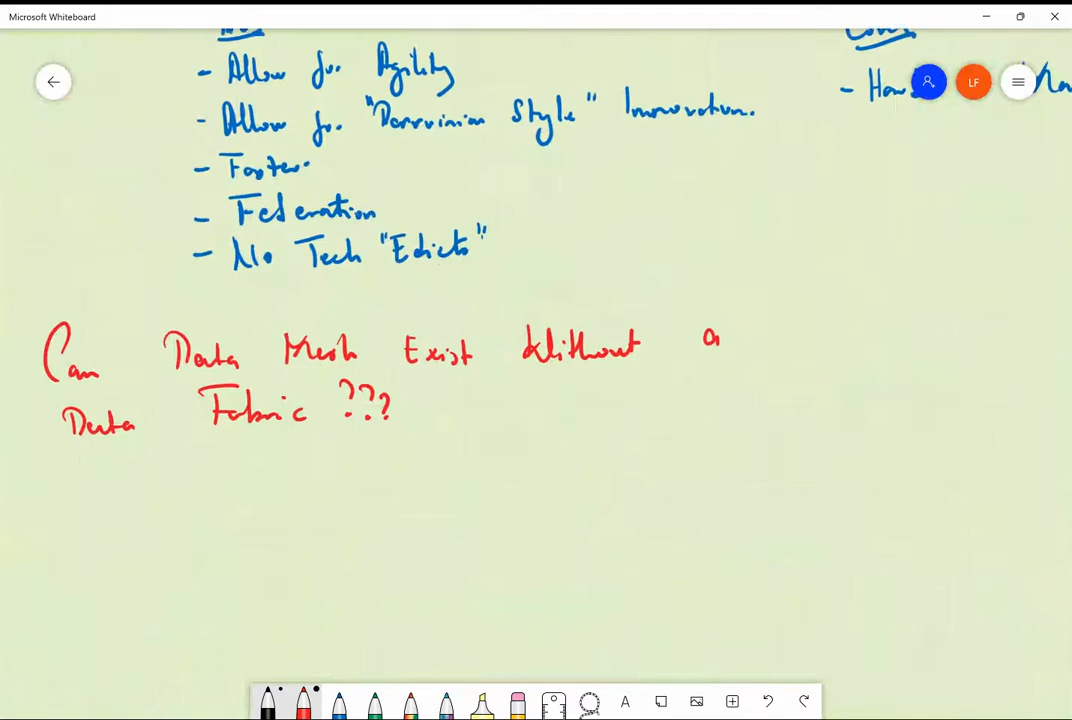 Microsoft Whiteboard
- Allow for Agility
- Allow for "Darwinian Style" Innovation.
LF
- Faster
- Federation
- No Tech "Edicts"
Can Data Mesh Exist Without a
Data Fabric ???
A